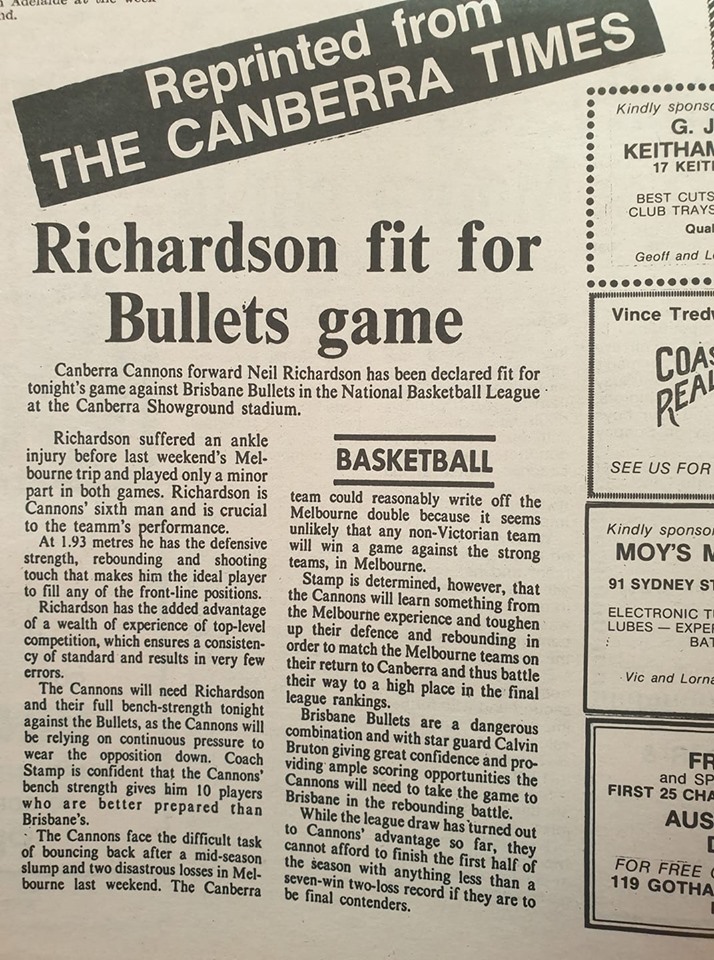 Adelaide at the week
nd.
Reprinted from
THE CANBERRA TIMES
Richardson fit for
Bullets game
Canberra Cannons forward Neil Richardson has been declared fit for
tonight's game against Brisbane Bullets in the National Basketball League
at the Canberra Showground stadium.
Richardson suffered an ankle
injury before last weekend's Mel-
bourne trip and played only a minor
part in both games. Richardson is
Cannons' sixth man and is crucial
to the teamm's performance.
At 1.93 metres he has the defensive
strength, rebounding and shooting
touch that makes him the ideal player
to fill any of the front-line positions.
Richardson has the added advantage
of a wealth of experience of top-level
competition, which ensures a consisten-
cy of standard and results in very few
errors.
The Cannons will need Richardson
and their full bench-strength tonight
against the Bullets, as the Cannons will
be relying on continuous pressure to
wear the opposition down. Coach
Stamp is confident that the Cannons'
bench strength gives him 10 players
who are better prepared than
Brisbane's.
The Cannons face the difficult task
of bouncing back after a mid-season
slump and two disastrous losses in Mel-
bourne last weekend. The Canberra
BASKETBALL
team could reasonably write off the
Melbourne double because it seems
unlikely that any non-Victorian team
will win a game against the strong
teams, in Melbourne.
Stamp is determined, however, that
the Cannons will learn something from
the Melbourne experience and toughen
up their defence and rebounding in
order to match the Melbourne teams on
their return to Canberra and thus battle
their way to a high place in the final
league rankings.
Brisbane Bullets are a dangerous
combination and with star guard Calvin
Bruton giving great confidence and pro-
viding ample scoring opportunities the
Cannons will need to take the game to
Brisbane in the rebounding battle.
While the league draw has turned out
to Cannons' advantage so far, they
cannot afford to finish the first half of
the season with anything less than a
seven-win two-loss record if they are to
be final contenders.
Kindly sponso
G. J
KEITHAM
17 KEIT
BEST CUTS
CLUB TRAYS
Qual
Geoff and L
Vince Tred
COAS
REAL
SEE US FOR
Kindly sponsor
MOY'S M
91 SYDNEY ST
ELECTRONIC T
LUBES — EXPE
BAT
Vic and Lorna
FR
and SP
FIRST 25 CHA
AUS
FOR FREE
119 GOTHA